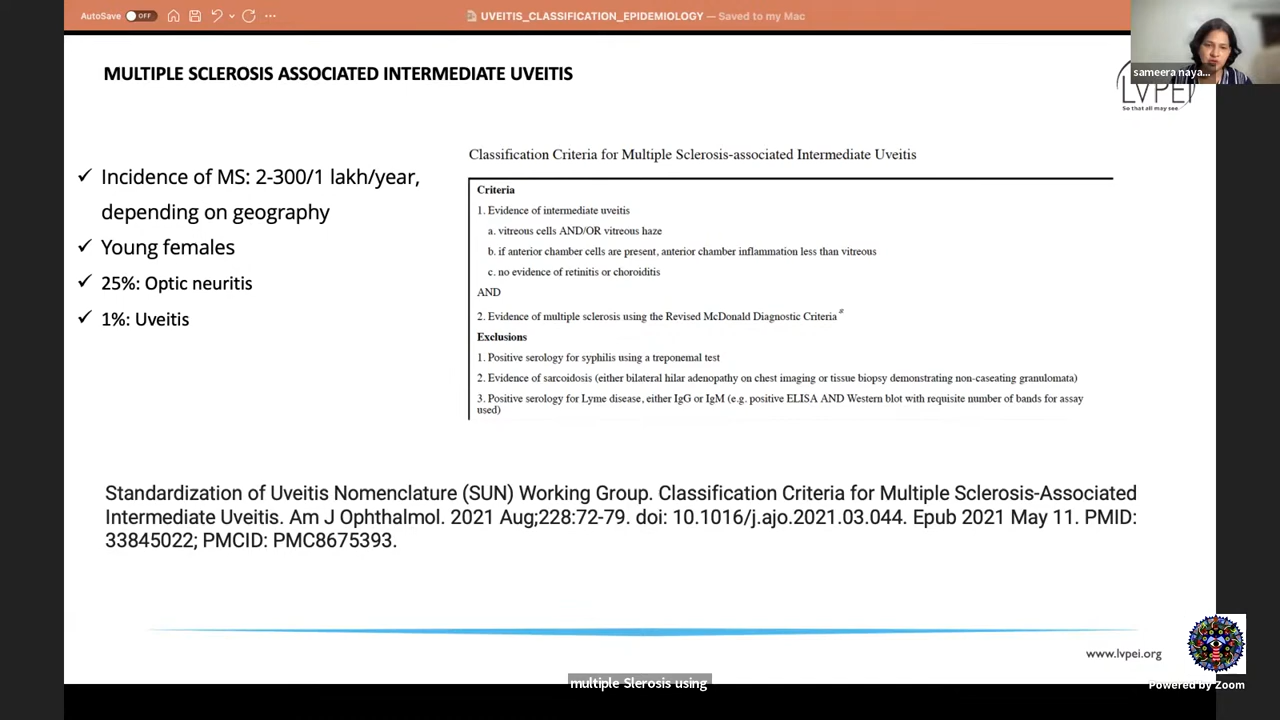 AutoSave OFF
UVEITIS_CLASSIFICATION_EPIDEMIOLOGY — Saved to my Mac
sameera naya...
LVPEI
So that all may see
MULTIPLE SCLEROSIS ASSOCIATED INTERMEDIATE UVEITIS
Incidence of MS: 2-300/1 lakh/year,
depending on geography
Young females
25%: Optic neuritis
1%: Uveitis
Classification Criteria for Multiple Sclerosis-associated Intermediate Uveitis
Criteria
1. Evidence of intermediate uveitis
a. vitreous cells AND/OR vitreous haze
b. if anterior chamber cells are present, anterior chamber inflammation less than vitreous
c. no evidence of retinitis or choroiditis
AND
2. Evidence of multiple sclerosis using the Revised McDonald Diagnostic Criteria#
Exclusions
1. Positive serology for syphilis using a treponemal test
2. Evidence of sarcoidosis (either bilateral hilar adenopathy on chest imaging or tissue biopsy demonstrating non-caseating granulomata)
3. Positive serology for Lyme disease, either IgG or IgM (e.g. positive ELISA AND Western blot with requisite number of bands for assay
used)
Standardization of Uveitis Nomenclature (SUN) Working Group. Classification Criteria for Multiple Sclerosis-Associated
Intermediate Uveitis. Am J Ophthalmol. 2021 Aug;228:72-79. doi: 10.1016/j.ajo.2021.03.044. Epub 2021 May 11. PMID:
33845022; PMCID: PMC8675393.
www.lvpei.org
multiple Slerosis using
Powered by Zoom